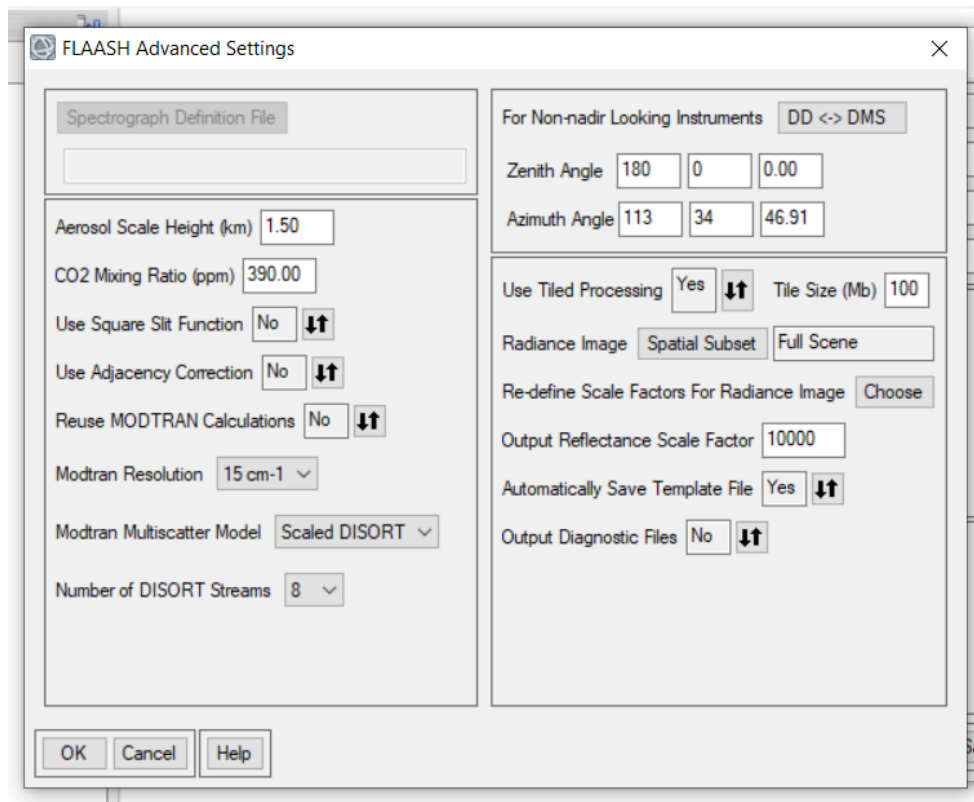 FLAASH Advanced Settings
Spectrograph Definition File
Aerosol Scale Height (km) 1.50
CO2 Mixing Ratio (ppm) 390.00
Use Square Slit Function No
Use Adjacency Correction No
Reuse MODTRAN Calculations No
Modtran Resolution 15 cm-1
Modtran Multiscatter Model Scaled DISORT
Number of DISORT Streams 8
For Non-nadir Looking Instruments DD <-> DMS
Zenith Angle 180 0 0.00
Azimuth Angle 113 34 46.91
Use Tiled Processing Yes Tile Size (Mb) 100
Radiance Image Spatial Subset Full Scene
Re-define Scale Factors For Radiance Image Choose
Output Reflectance Scale Factor 10000
Automatically Save Template File Yes
Output Diagnostic Files No
OK Cancel Help